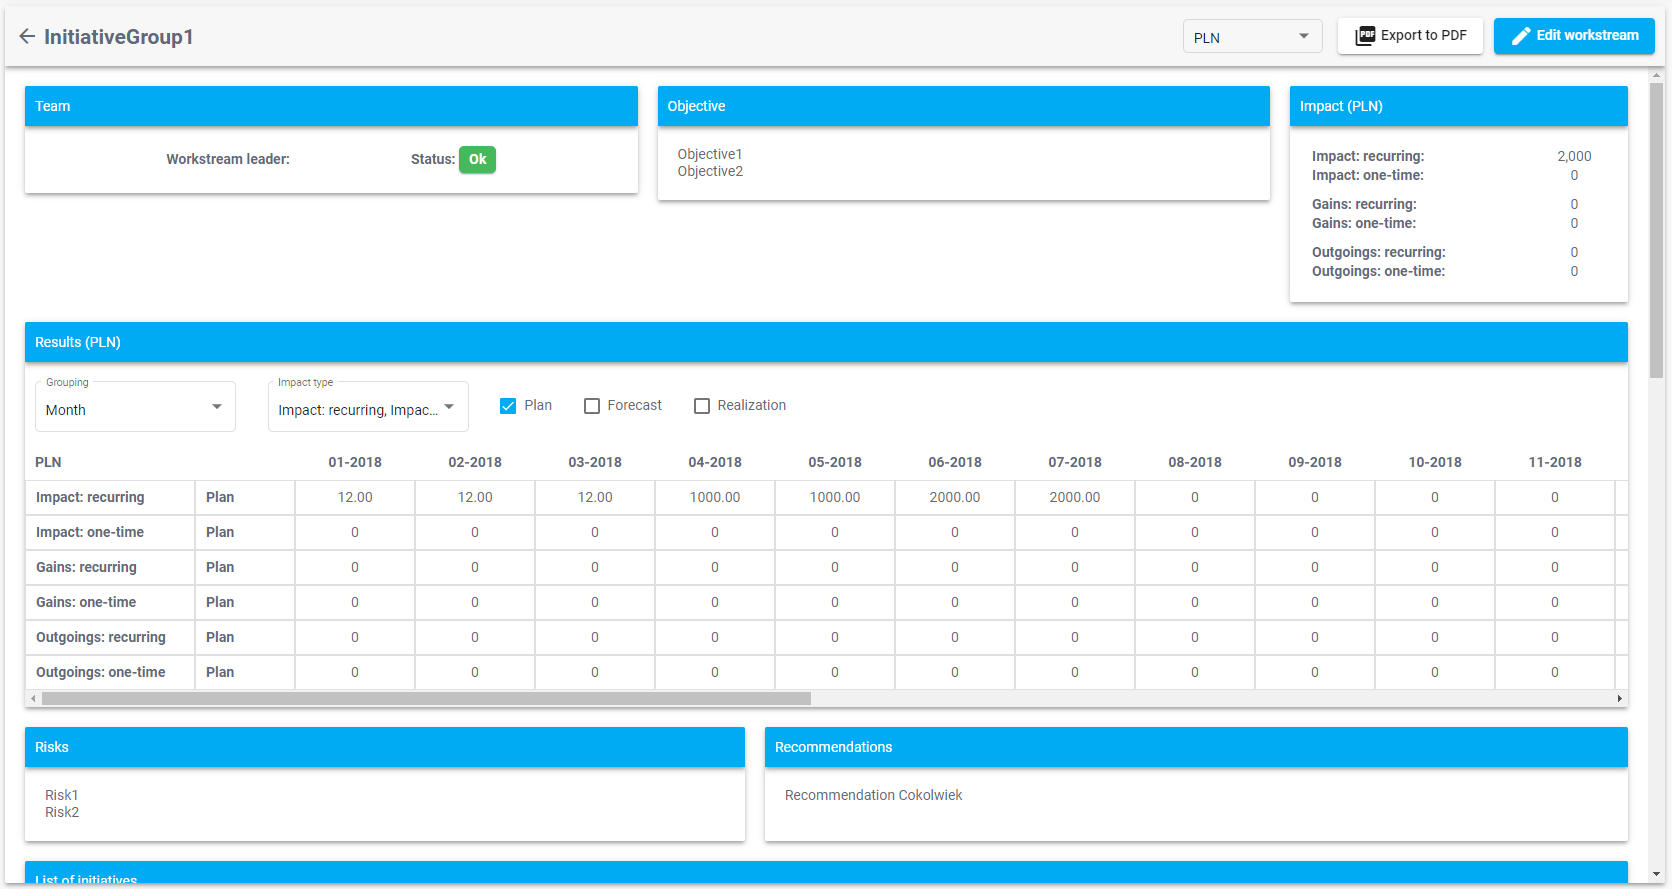 InitiativeGroup1
PLN
PDF Export to PDF
Edit workstream
Team
Workstream leader:
Status: Ok
Objective
Objective1
Objective2
Impact (PLN)
Impact: recurring: 2,000
Impact: one-time: 0
Gains: recurring: 0
Gains: one-time: 0
Outgoings: recurring: 0
Outgoings: one-time: 0
Results (PLN)
Grouping
Month
Impact type
Impact: recurring, Impac...
Plan
Forecast
Realization
PLN 01-2018 02-2018 03-2018 04-2018 05-2018 06-2018 07-2018 08-2018 09-2018 10-2018 11-2018
Impact: recurring Plan 12.00 12.00 12.00 1000.00 1000.00 2000.00 2000.00 0 0 0 0
Impact: one-time Plan 0 0 0 0 0 0 0 0 0 0 0
Gains: recurring Plan 0 0 0 0 0 0 0 0 0 0 0
Gains: one-time Plan 0 0 0 0 0 0 0 0 0 0 0
Outgoings: recurring Plan 0 0 0 0 0 0 0 0 0 0 0
Outgoings: one-time Plan 0 0 0 0 0 0 0 0 0 0 0
Risks
Risk1
Risk2
Recommendations
Recommendation Cokolwiek
List of initiatives